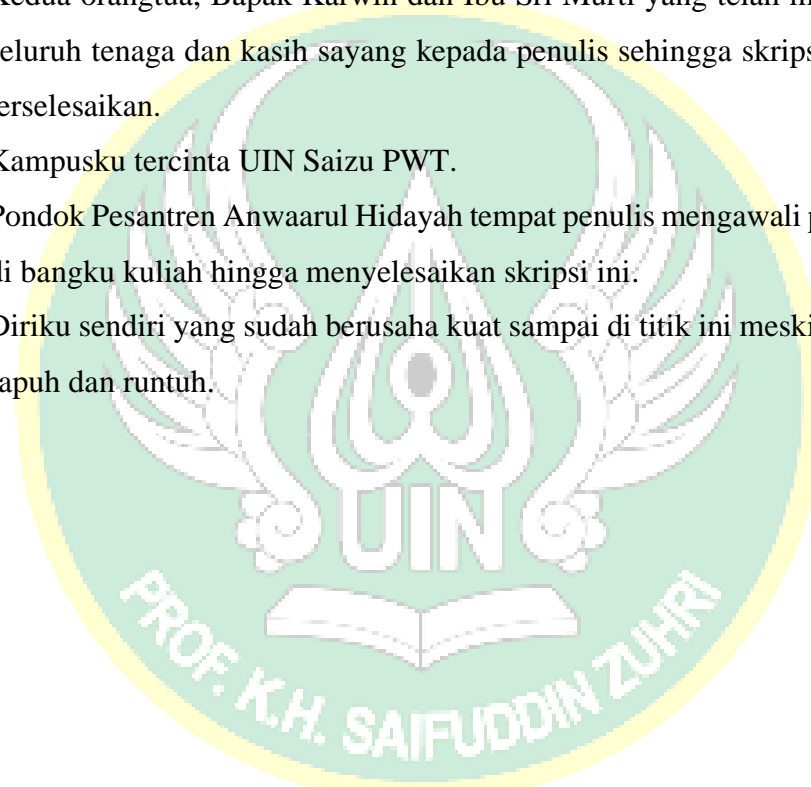 Kedua orangtua, Bapak Karwin dan Ibu Sri Murti yang telah
eluruh tenaga dan kasih sayang kepada penulis sehingga skrips
erselesaikan.
Kampusku tercinta UIN Saizu PWT.
Pondok Pesantren Anwaarul Hidayah tempat penulis mengawali p
di bangku kuliah hingga menyelesaikan skripsi ini.
Diriku sendiri yang sudah berusaha kuat sampai di titik ini meski
apuh dan runtuh.
UIN
PROF. K.H. SAIFUDDIN ZUHRI